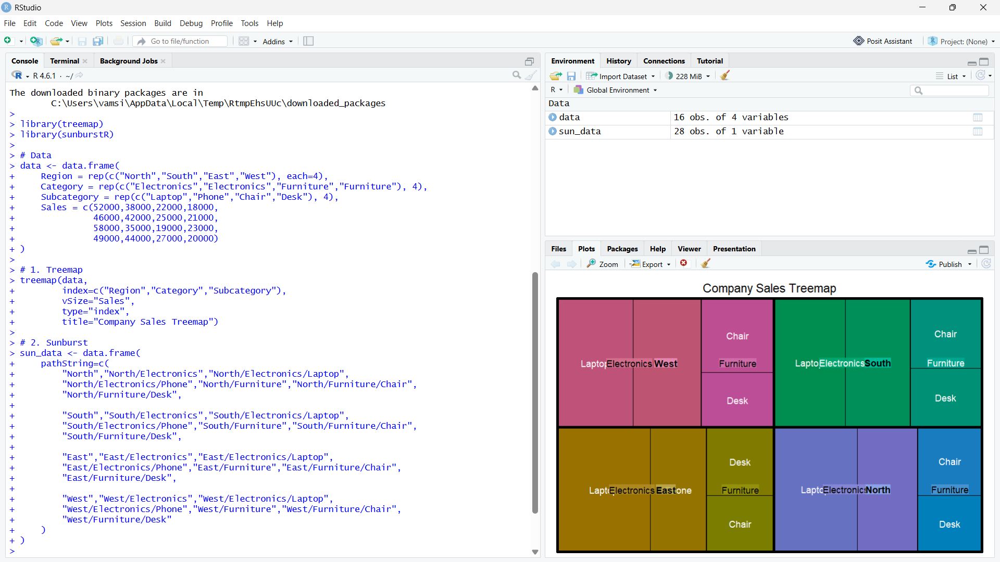 RStudio
File Edit Code View Plots Session Build Debug Profile Tools Help
Go to file/function Addins Posit Assistant Project: (None)
Console Terminal Background Jobs
R 4.6.1 · ~/
The downloaded binary packages are in
C:\Users\vamsi\AppData\Local\Temp\RtmpEhsUUc\downloaded_packages
>
> library(treemap)
> library(sunburstR)
>
> # Data
> data <- data.frame(
+ Region = rep(c("North","South","East","West"), each=4),
+ Category = rep(c("Electronics","Electronics","Furniture","Furniture"), 4),
+ Subcategory = rep(c("Laptop","Phone","Chair","Desk"), 4),
+ Sales = c(52000,38000,22000,18000,
+ 46000,42000,25000,21000,
+ 58000,35000,19000,23000,
+ 49000,44000,27000,20000)
+ )
>
> # 1. Treemap
> treemap(data,
+ index=c("Region","Category","Subcategory"),
+ vSize="Sales",
+ type="index",
+ title="Company Sales Treemap")
>
> # 2. Sunburst
> sun_data <- data.frame(
+ pathString=c(
+ "North","North/Electronics","North/Electronics/Laptop",
+ "North/Electronics/Phone","North/Furniture","North/Furniture/Chair",
+ "North/Furniture/Desk",
+
+ "South","South/Electronics","South/Electronics/Laptop",
+ "South/Electronics/Phone","South/Furniture","South/Furniture/Chair",
+ "South/Furniture/Desk",
+
+ "East","East/Electronics","East/Electronics/Laptop",
+ "East/Electronics/Phone","East/Furniture","East/Furniture/Chair",
+ "East/Furniture/Desk",
+
+ "West","West/Electronics","West/Electronics/Laptop",
+ "West/Electronics/Phone","West/Furniture","West/Furniture/Chair",
+ "West/Furniture/Desk"
+ )
+ )
>
Environment History Connections Tutorial
Import Dataset 228 MiB List
R Global Environment
Data
data 16 obs. of 4 variables
sun_data 28 obs. of 1 variable
Files Plots Packages Help Viewer Presentation
Zoom Export Publish
Company Sales Treemap
Chair Chair
Electronics West Furniture Electronics South Furniture
Desk Desk
Desk Chair
Electronics East Furniture North Furniture
Chair Desk